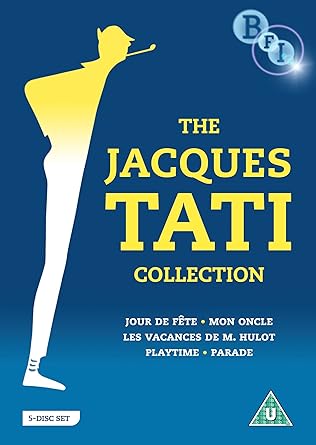 BFI
THE
JACQUES
TATI
COLLECTION
JOUR DE FÊTE • MON ONCLE
LES VACANCES DE M. HULOT
PLAYTIME • PARADE
5-DISC SET
U